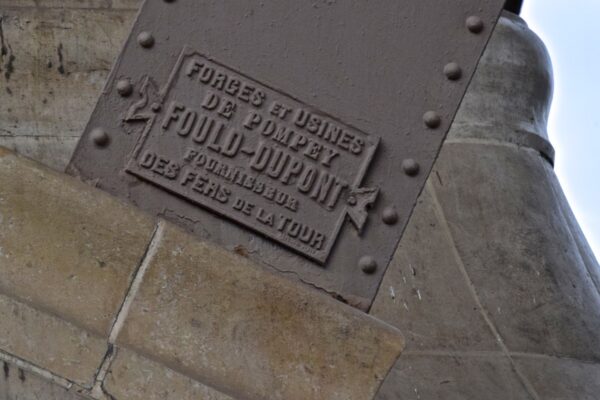 FORGES ET USINES
DE POMPEY
FOULD-DUPONT
FOURNISSEUR
DES FERS DE LA TOUR